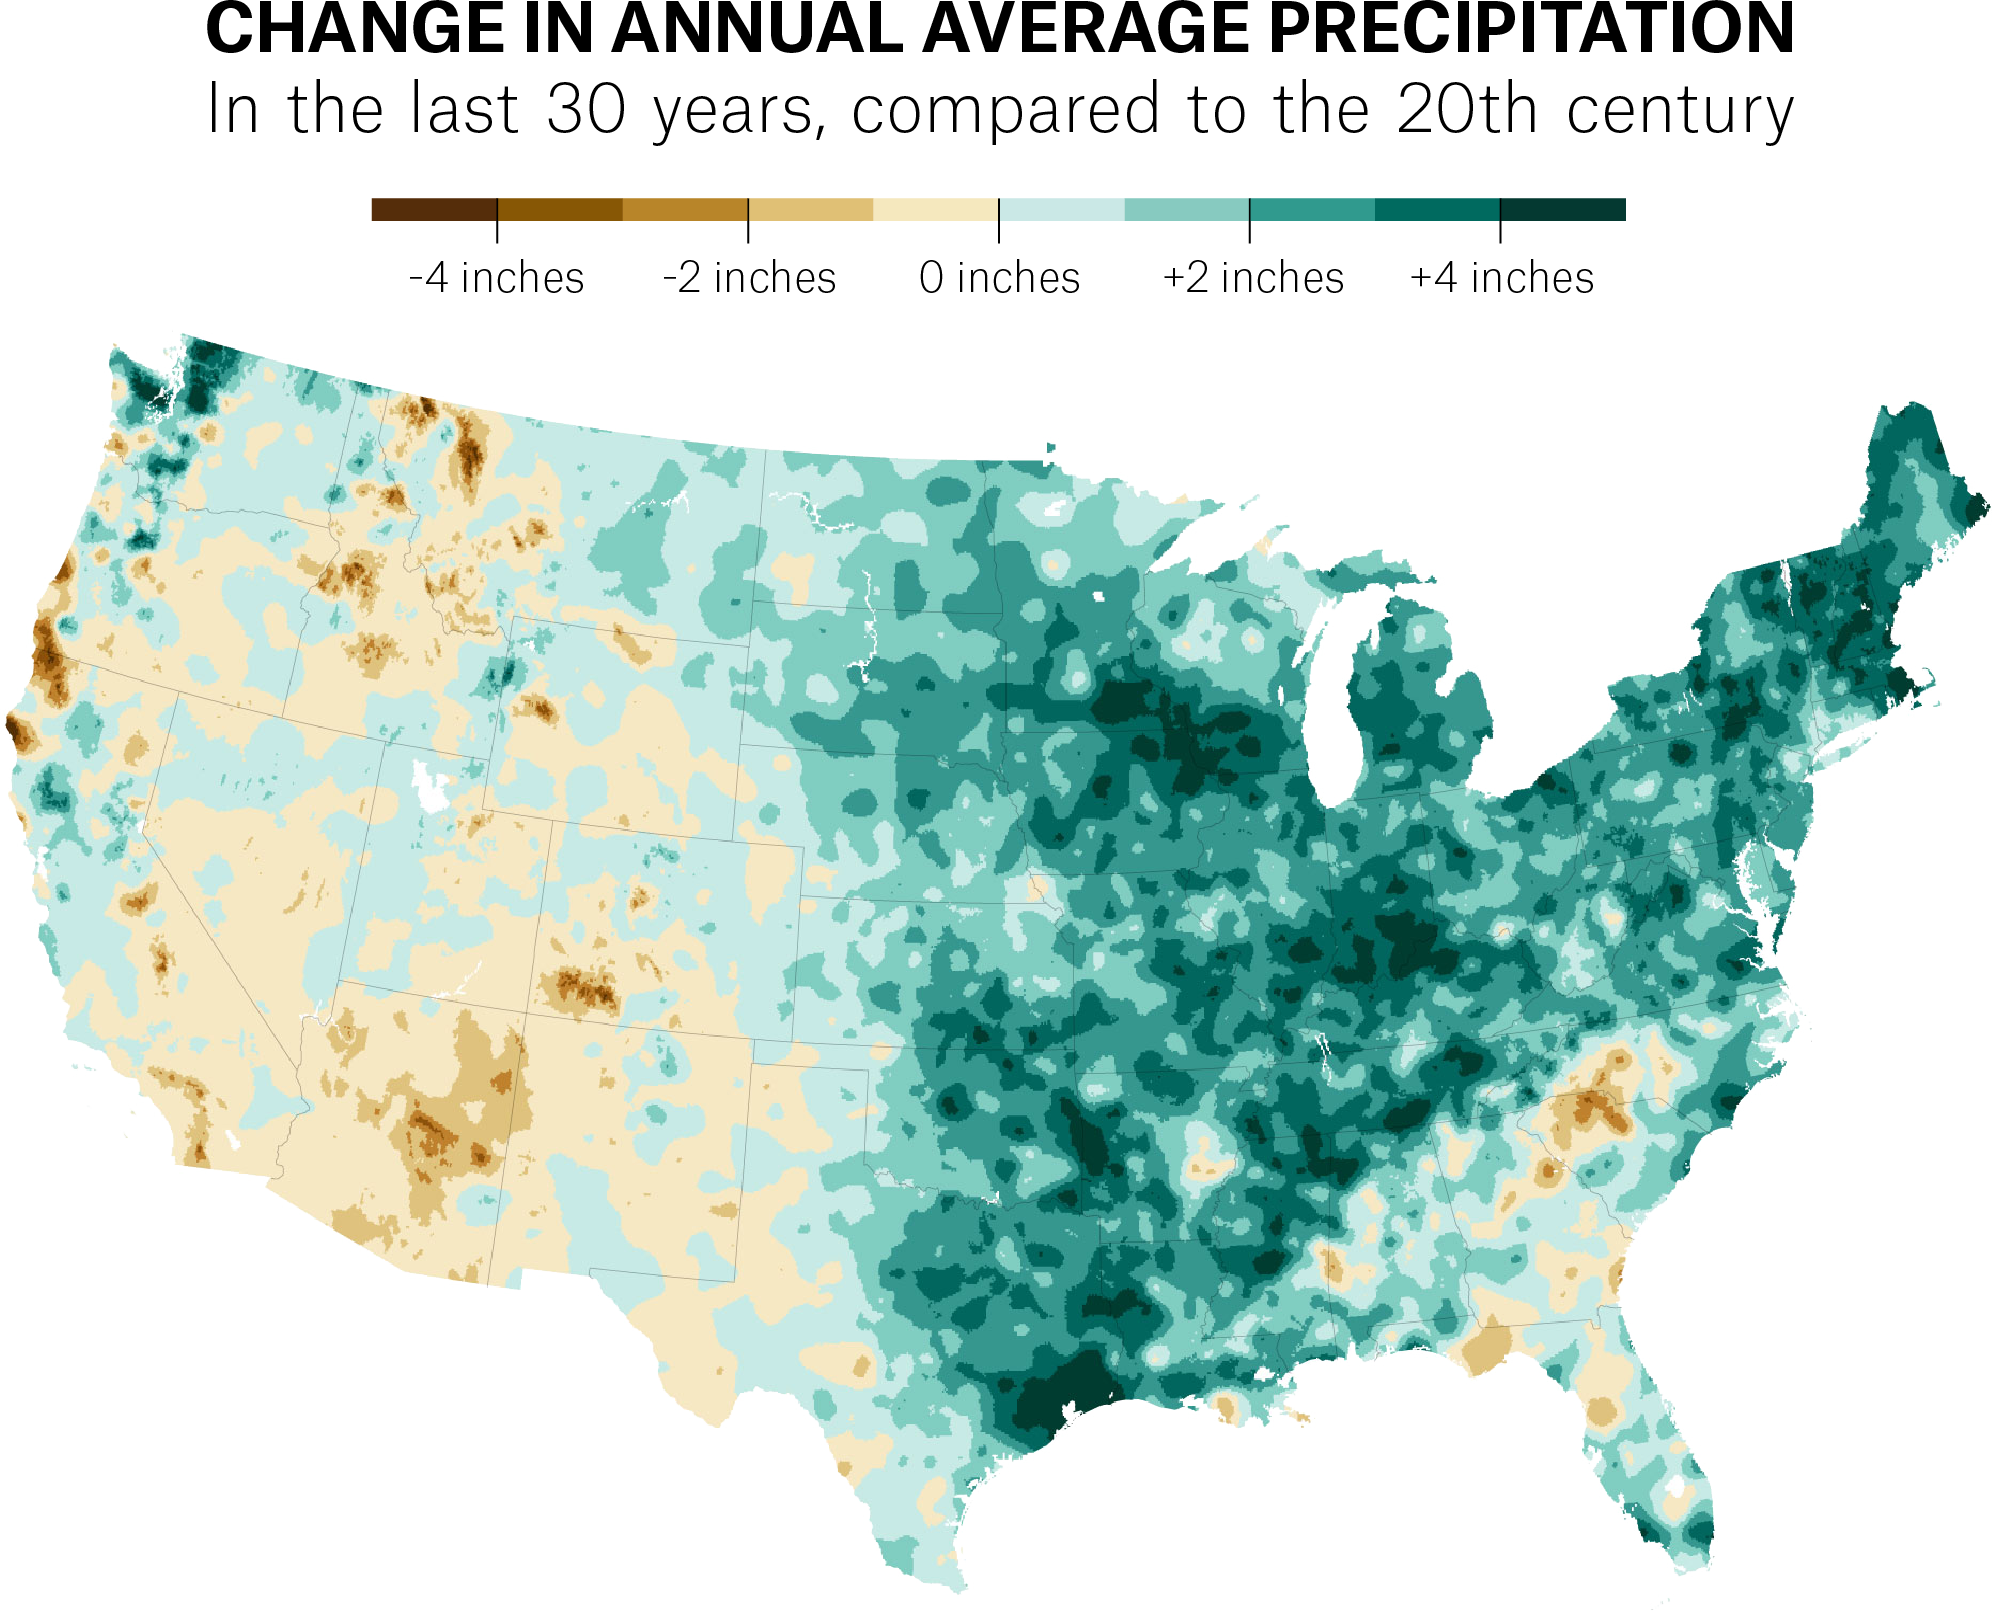 CHANGE IN ANNUAL AVERAGE PRECIPITATION
In the last 30 years, compared to the 20th century
-4 inches -2 inches 0 inches +2 inches +4 inches